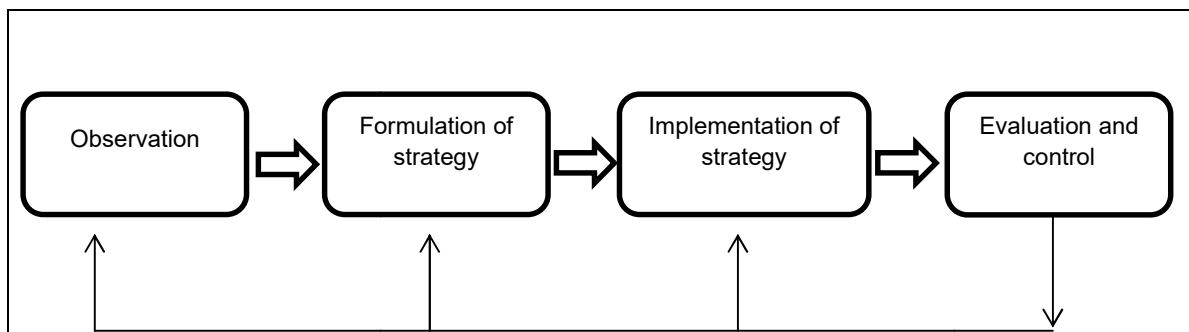 Observation
Formulation of
strategy
Implementation of
strategy
Evaluation and
control